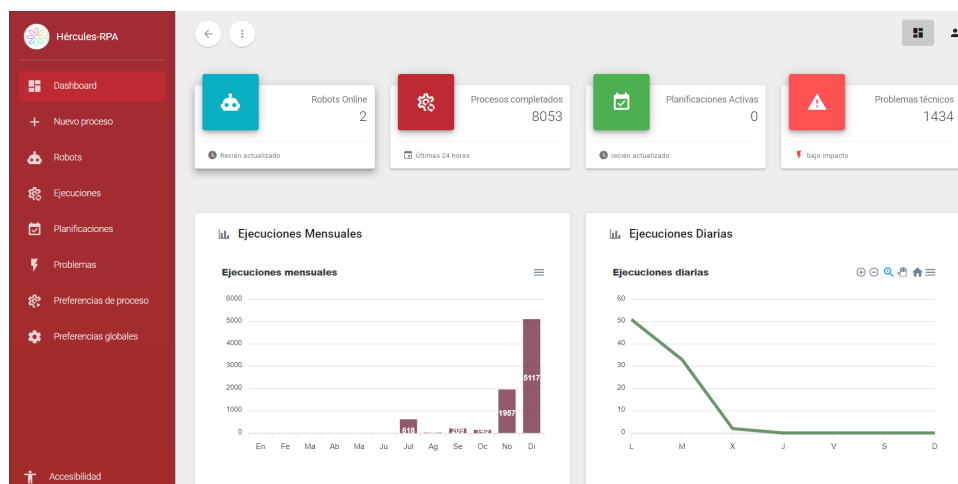 Hércules-RPA
Dashboard
Nuevo proceso
Robots
Ejecuciones
Planificaciones
Problemas
Preferencias de proceso
Preferencias globales
Accesibilidad
Robots Online
2
Recién actualizado
Procesos completados
8053
Últimas 24 horas
Planificaciones Activas
0
recién actualizado
Problemas técnicos
1434
bajo impacto
Ejecuciones Mensuales
Ejecuciones mensuales
6000
5000
4000
3000
2000
1000
0
618
209
1957
5117
En Fe Ma Ab Ma Ju Jul Ag Se Oc No Di
Ejecuciones Diarias
Ejecuciones diarias
60
50
40
30
20
10
0
L M X J V S D